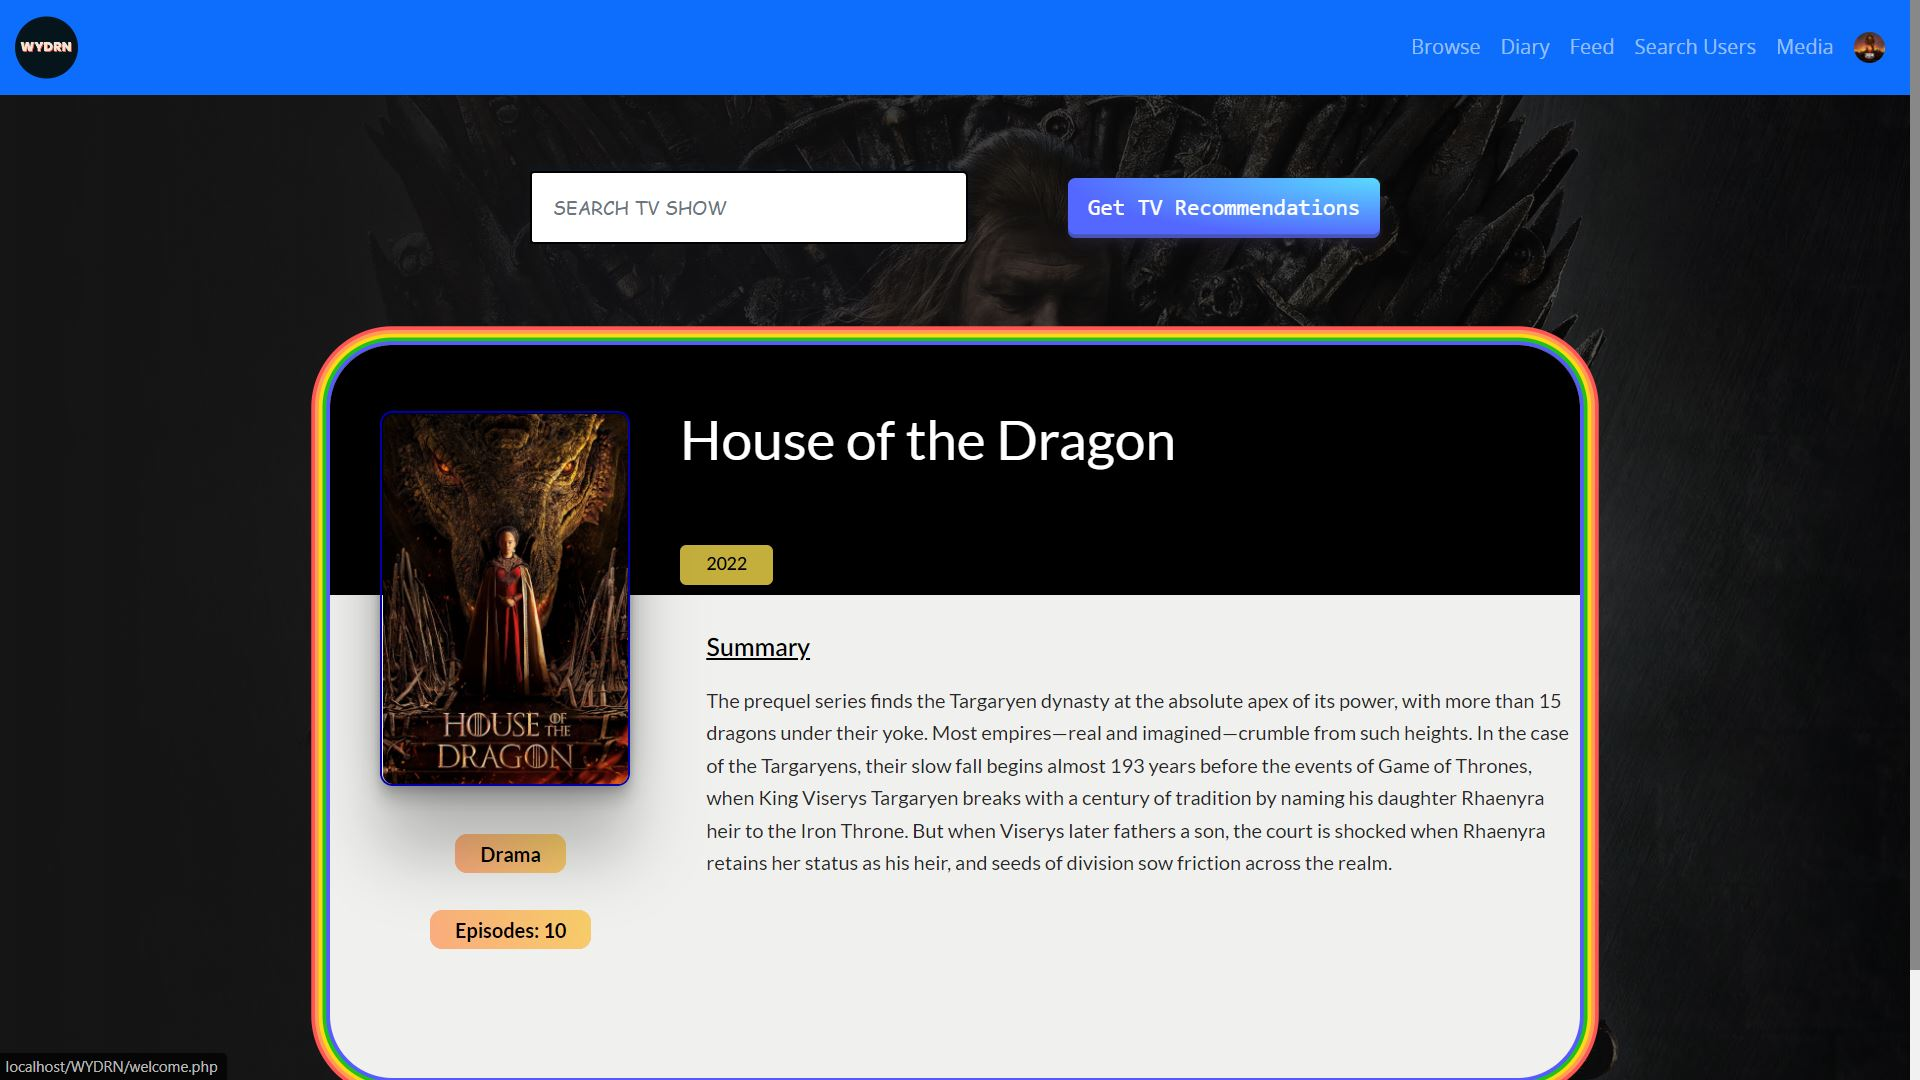 WYDRN
Browse Diary Feed Search Users Media
SEARCH TV SHOW
Get TV Recommendations
House of the Dragon
2022
HOUSE OF THE
DRAGON
Summary
The prequel series finds the Targaryen dynasty at the absolute apex of its power, with more than 15
dragons under their yoke. Most empires—real and imagined—crumble from such heights. In the case
of the Targaryens, their slow fall begins almost 193 years before the events of Game of Thrones,
when King Viserys Targaryen breaks with a century of tradition by naming his daughter Rhaenyra
heir to the Iron Throne. But when Viserys later fathers a son, the court is shocked when Rhaenyra
retains her status as his heir, and seeds of division sow friction across the realm.
Drama
Episodes: 10
localhost/WYDRN/welcome.php